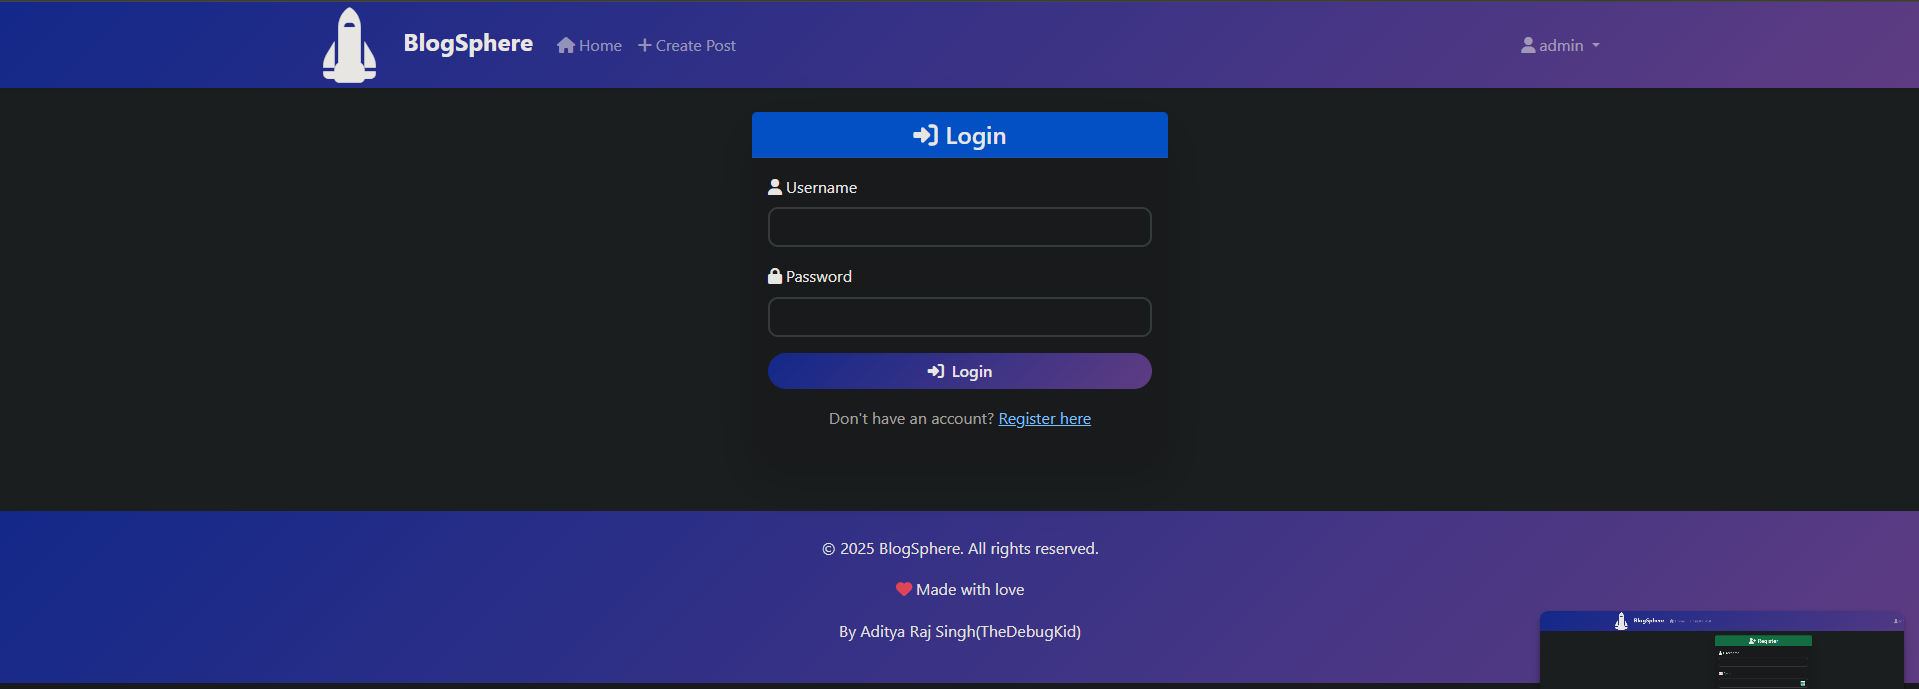 BlogSphere Home Create Post admin
Login
Username
Password
Login
Don't have an account? Register here
© 2025 BlogSphere. All rights reserved.
Made with love
By Aditya Raj Singh(TheDebugKid)
BlogSphere
Register
Username